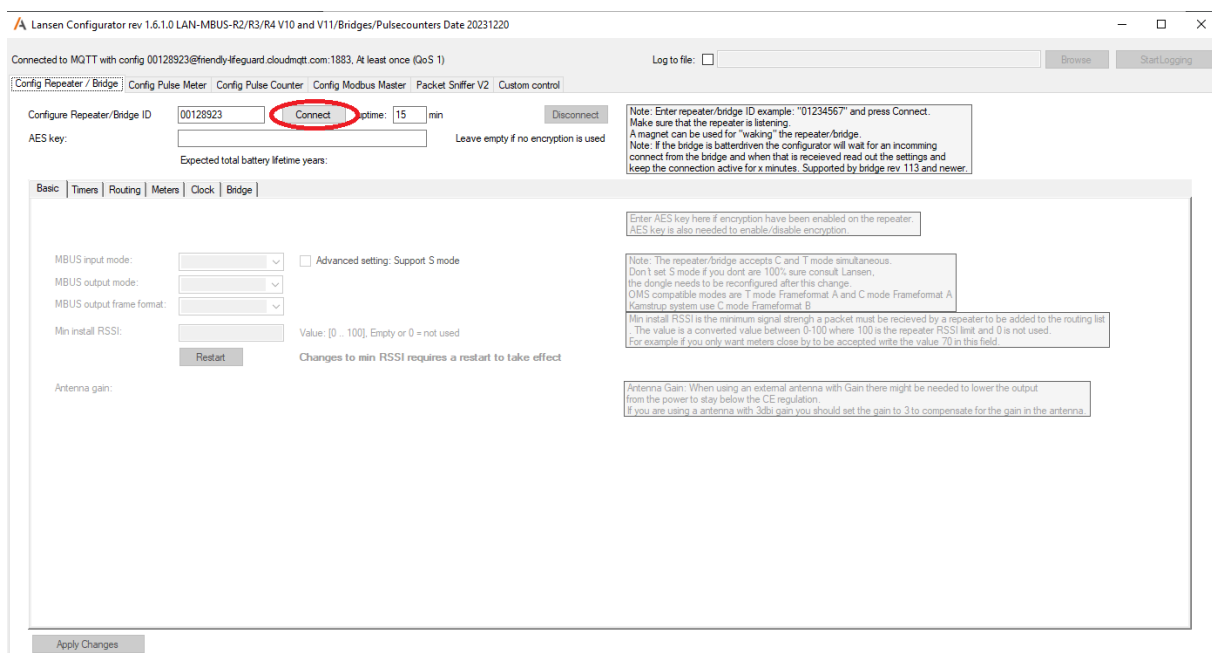 Lansen Configurator rev 1.6.1.0 LAN-MBUS-R2/R3/R4 V10 and V11/Bridges/Pulsecounters Date 20231220
Connected to MQTT with config 00128923@friendly-lifeguard.cloudmqtt.com:1883, At least once (QoS 1)
Log to file:
Browse
StartLogging
Config Repeater / Bridge
Config Pulse Meter
Config Pulse Counter
Config Modbus Master
Packet Sniffer V2
Custom control
Configure Repeater/Bridge ID
00128923
Connect
uptime:
15
min
Disconnect
AES key:
Leave empty if no encryption is used
Expected total battery lifetime years:
Note: Enter repeater/bridge ID example: "01234567" and press Connect.
Make sure that the repeater is listening.
A magnet can be used for "waking" the repeater/bridge.
Note: If the bridge is batterdriven the configurator will wait for an incomming
connect from the bridge and when that is receieved read out the settings and
keep the connection active for x minutes. Supported by bridge rev 113 and newer.
Basic
Timers
Routing
Meters
Clock
Bridge
Enter AES key here if encryption have been enabled on the repeater.
AES key is also needed to enable/disable encryption.
MBUS input mode:
Advanced setting: Support S mode
MBUS output mode:
MBUS output frame format:
Note: The repeater/bridge accepts C and T mode simultaneous.
Don't set S mode if you dont are 100% sure consult Lansen,
the dongle needs to be reconfigured after this change.
OMS compatible modes are T mode Frameformat A and C mode Frameformat A
Kamstrup system use C mode Frameformat B
Min install RSSI:
Value: [0 .. 100], Empty or 0 = not used
Restart
Changes to min RSSI requires a restart to take effect
Min install RSSI is the minimum signal strengh a packet must be recieved by a repeater to be added to the routing list
. The value is a converted value between 0-100 where 100 is the repeater RSSI limit and 0 is not used.
For example if you only want meters close by to be accepted write the value 70 in this field.
Antenna gain:
Antenna Gain: When using an external antenna with Gain there might be needed to lower the output
from the power to stay below the CE regulation.
If you are using a antenna with 3dbi gain you should set the gain to 3 to compensate for the gain in the antenna.
Apply Changes